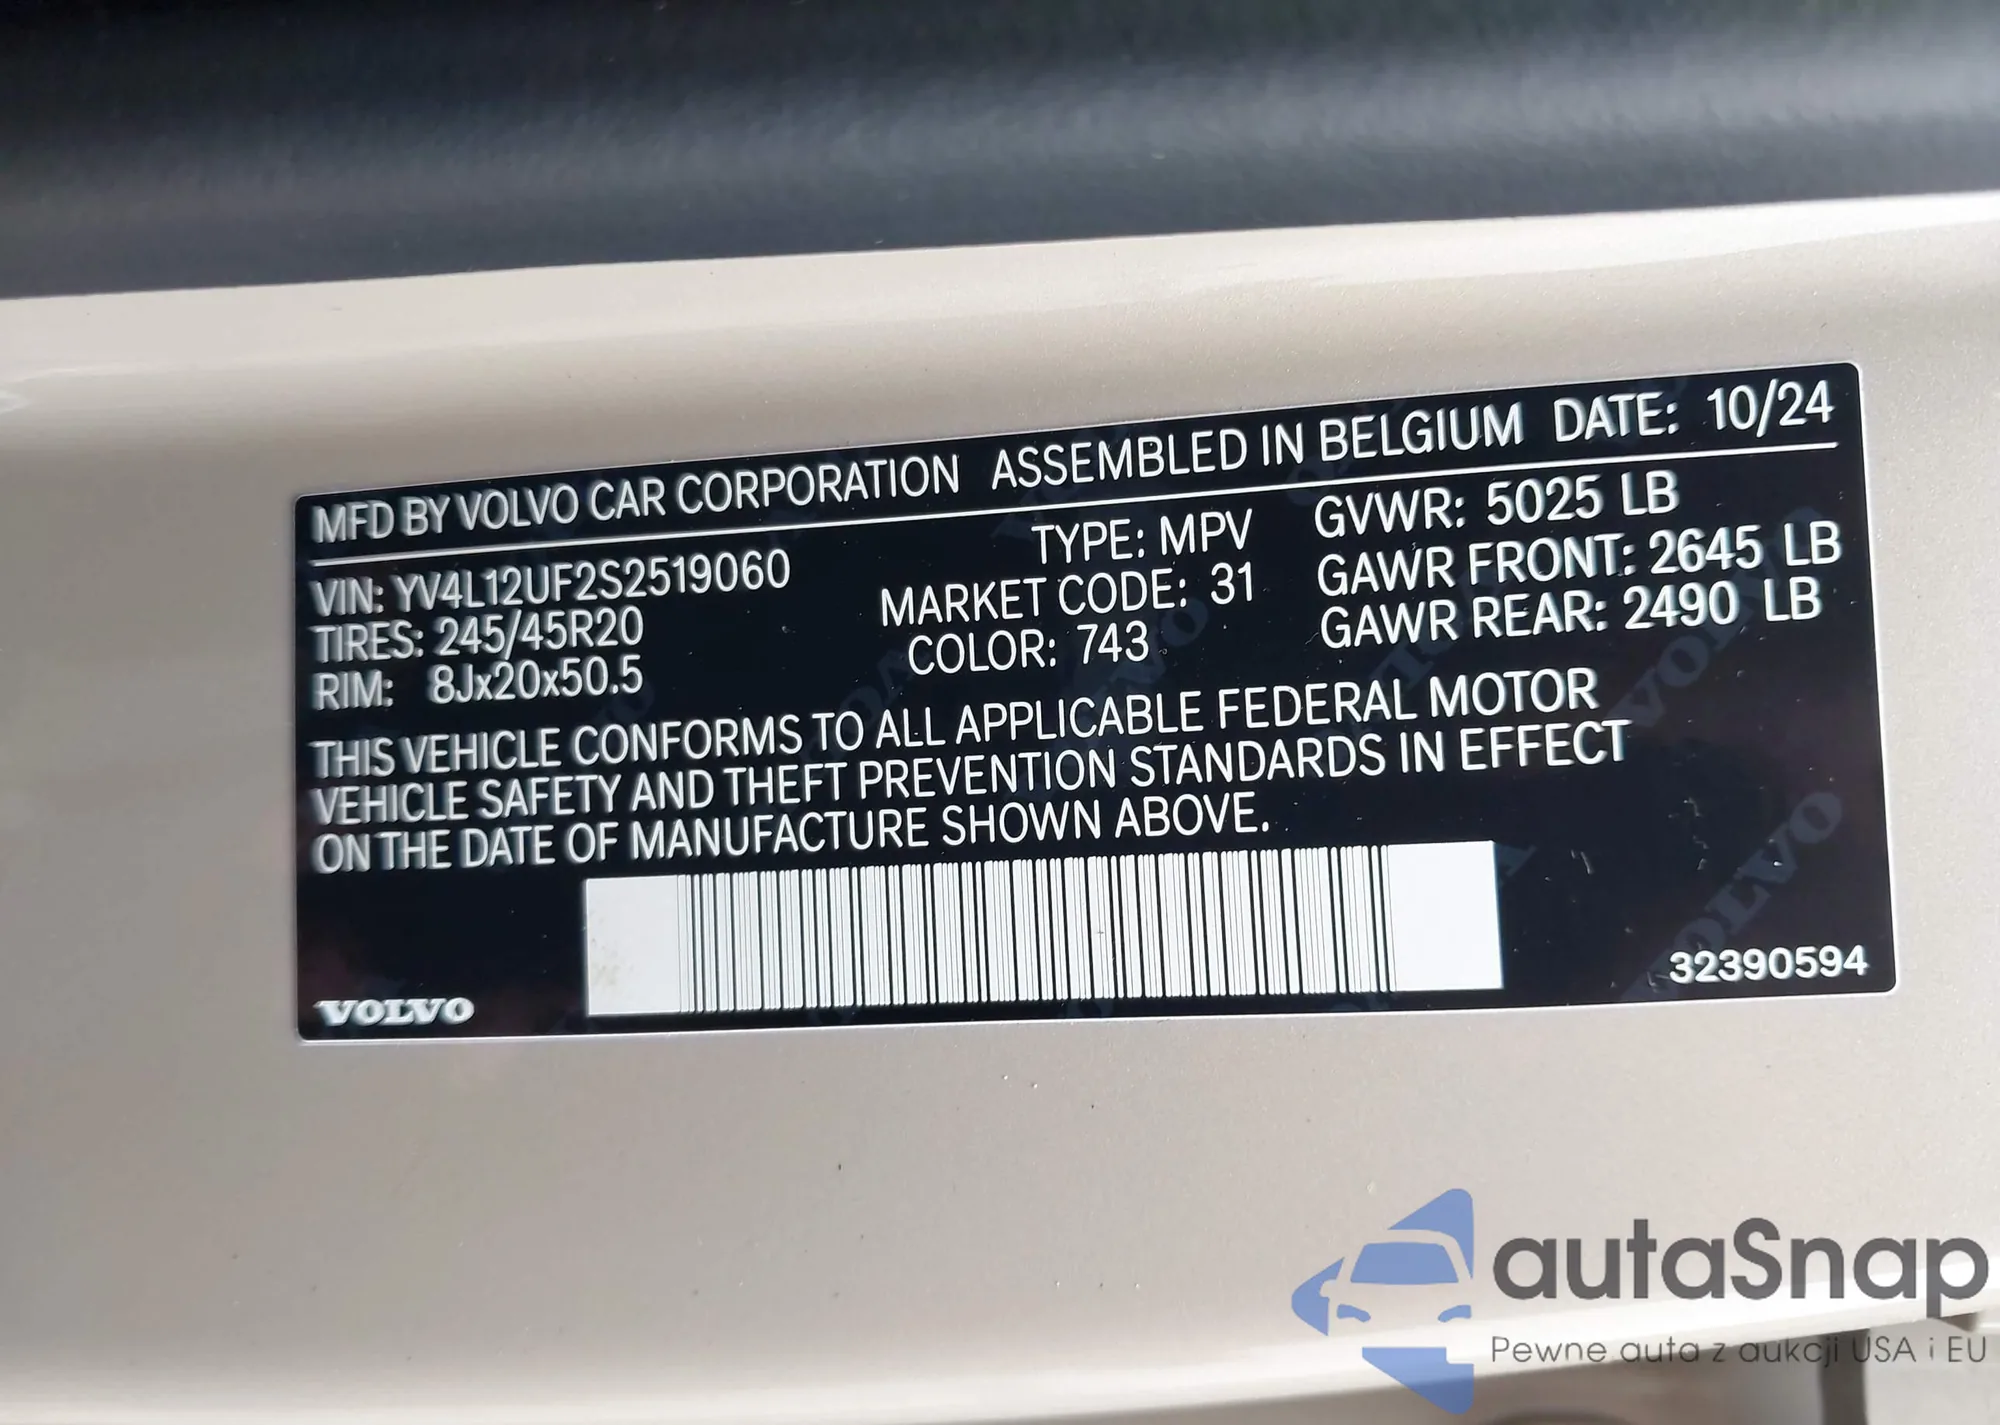 MFD BY VOLVO CAR CORPORATION ASSEMBLED IN BELGIUM DATE: 10/24
VIN: YV4L12UF2S2519060
TIRES: 245/45R20
RIM: 8Jx20x50.5
TYPE: MPV
MARKET CODE: 31
COLOR: 743
GVWR: 5025 LB
GAWR FRONT: 2645 LB
GAWR REAR: 2490 LB
THIS VEHICLE CONFORMS TO ALL APPLICABLE FEDERAL MOTOR
VEHICLE SAFETY AND THEFT PREVENTION STANDARDS IN EFFECT
ON THE DATE OF MANUFACTURE SHOWN ABOVE.
VOLVO
32390594
autaSnap
Pewne auta z aukcji USA i EU